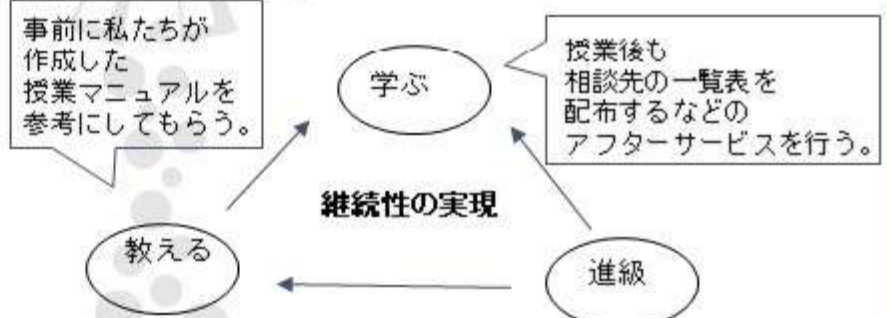 事前に私たちが
作成した
授業マニュアルを
参考にしてもらう。
学ぶ
授業後も
相談先の一覧表を
配布するなどの
アフターサービスを行う。
継続性の実現
教える
進級